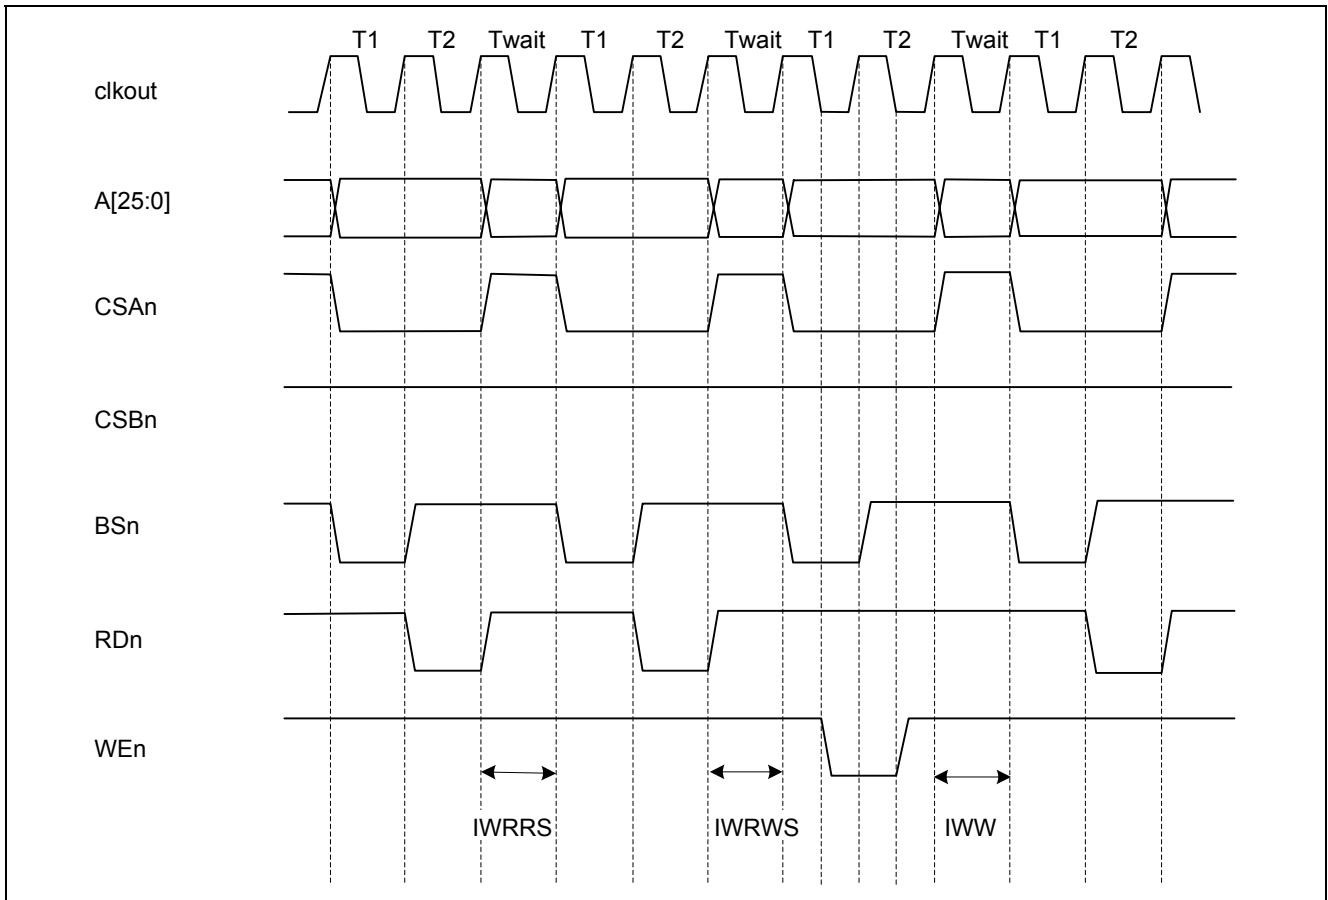 T1 T2 Twait T1 T2 Twait T1 T2 Twait T1 T2
clkout
A[25:0]
CSAn
CSBn
BSn
RDn
WEn
IWRRS IWRWS IWW